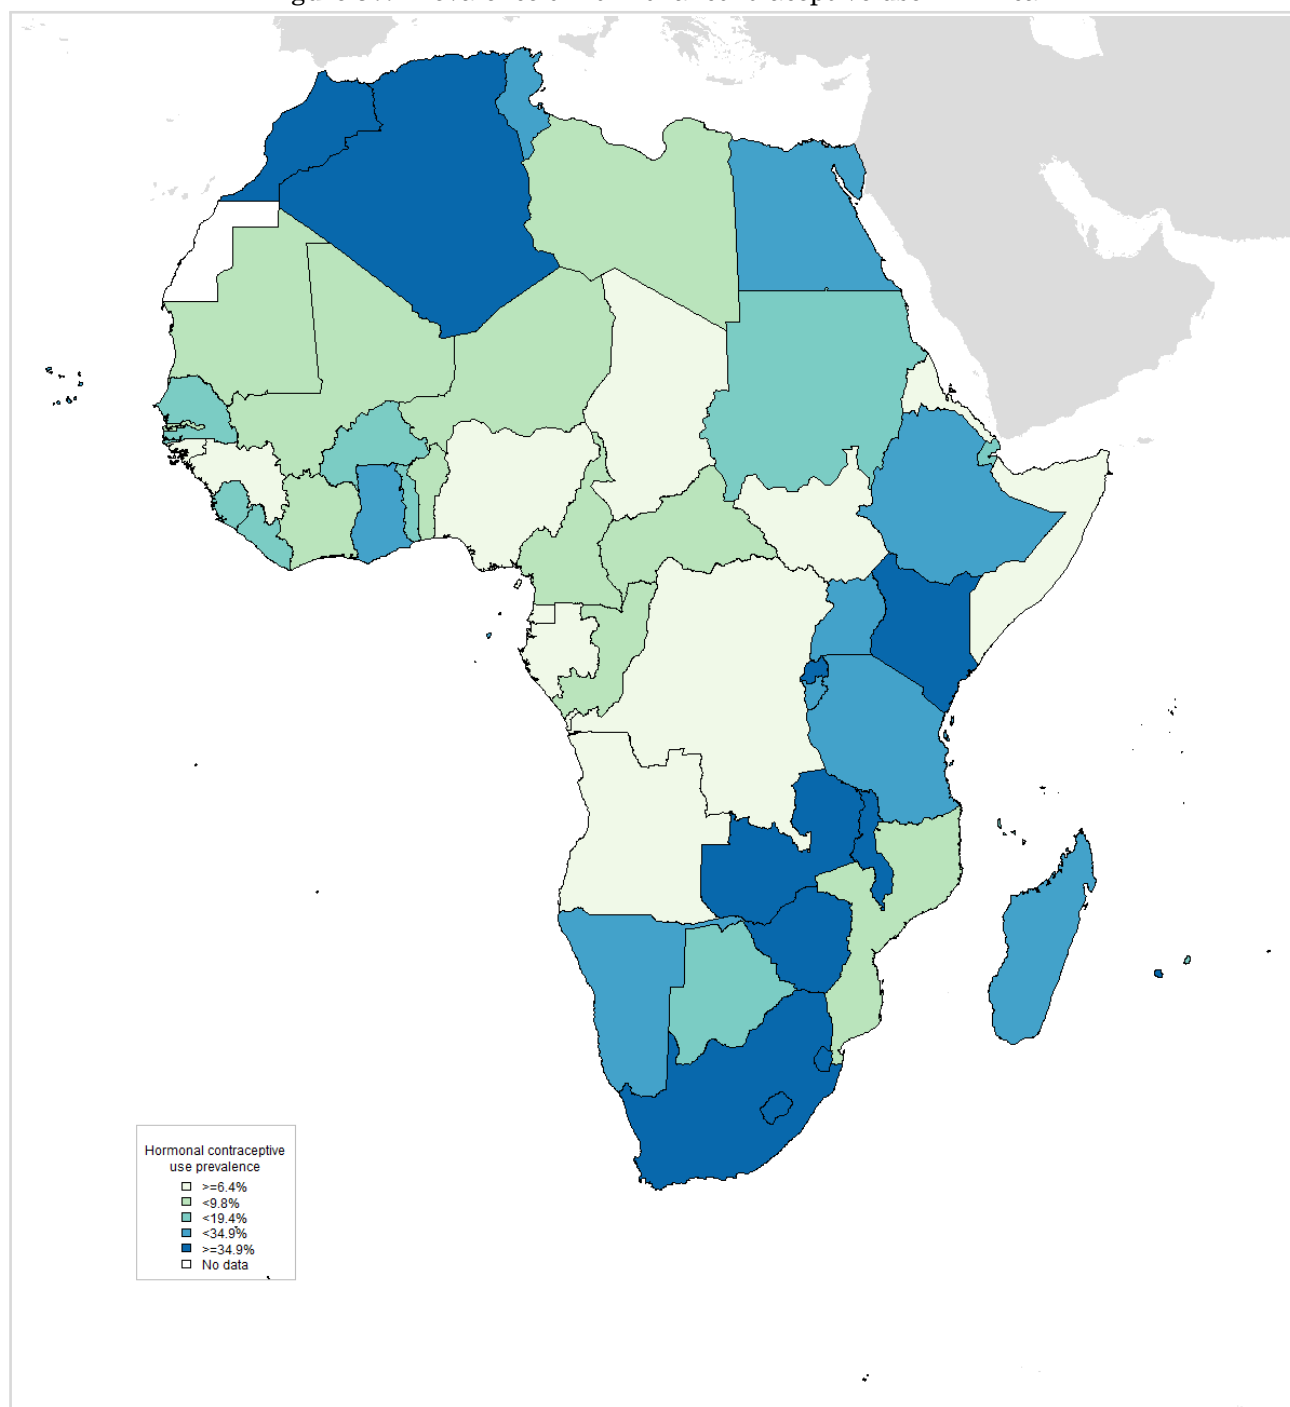 Hormonal contraceptive
use prevalence
>=6.4%
<9.8%
<19.4%
<34.9%
>=34.9%
No data